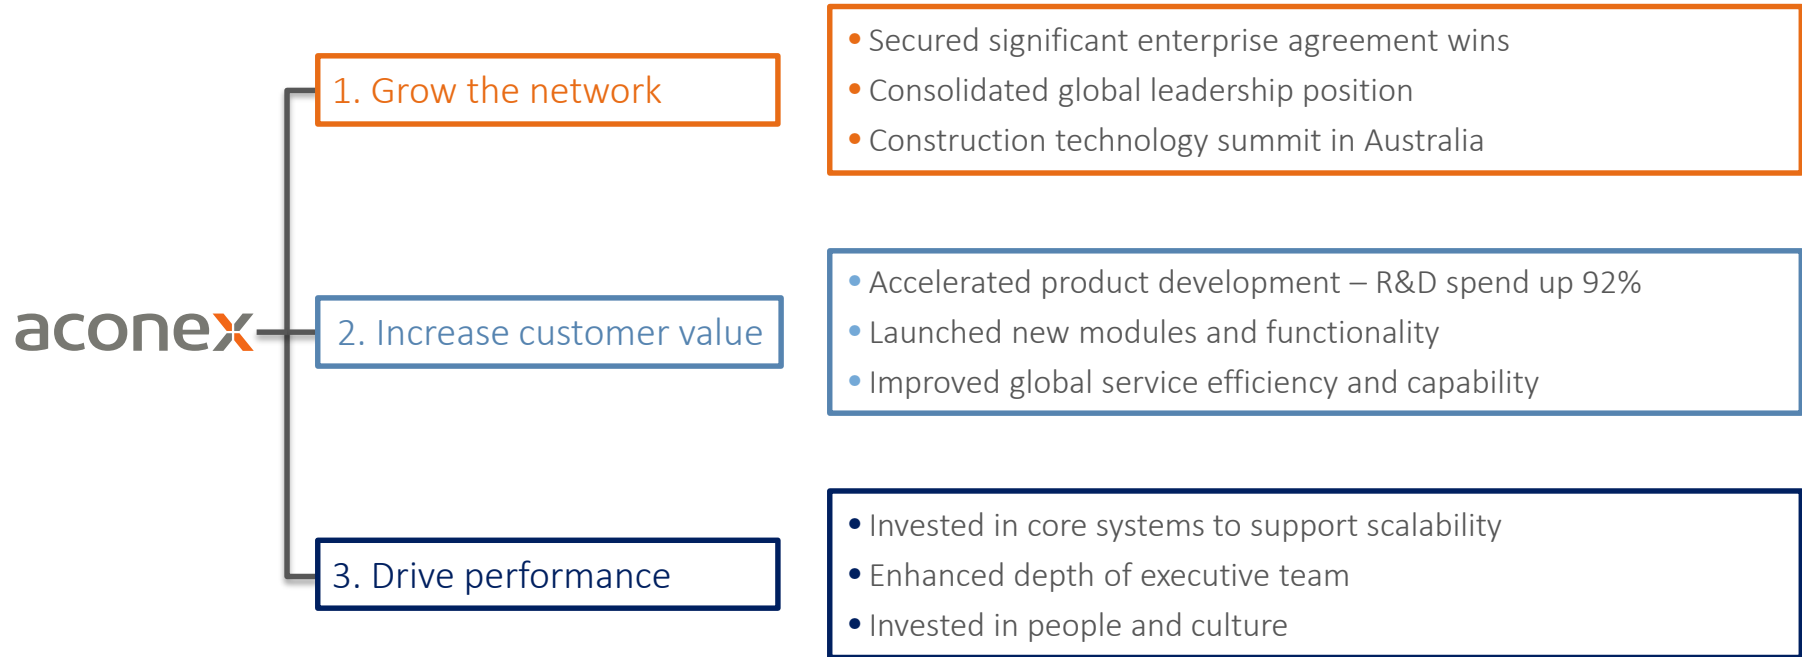 aconex
1. Grow the network
• Secured significant enterprise agreement wins
• Consolidated global leadership position
• Construction technology summit in Australia
2. Increase customer value
• Accelerated product development – R&D spend up 92%
• Launched new modules and functionality
• Improved global service efficiency and capability
3. Drive performance
• Invested in core systems to support scalability
• Enhanced depth of executive team
• Invested in people and culture